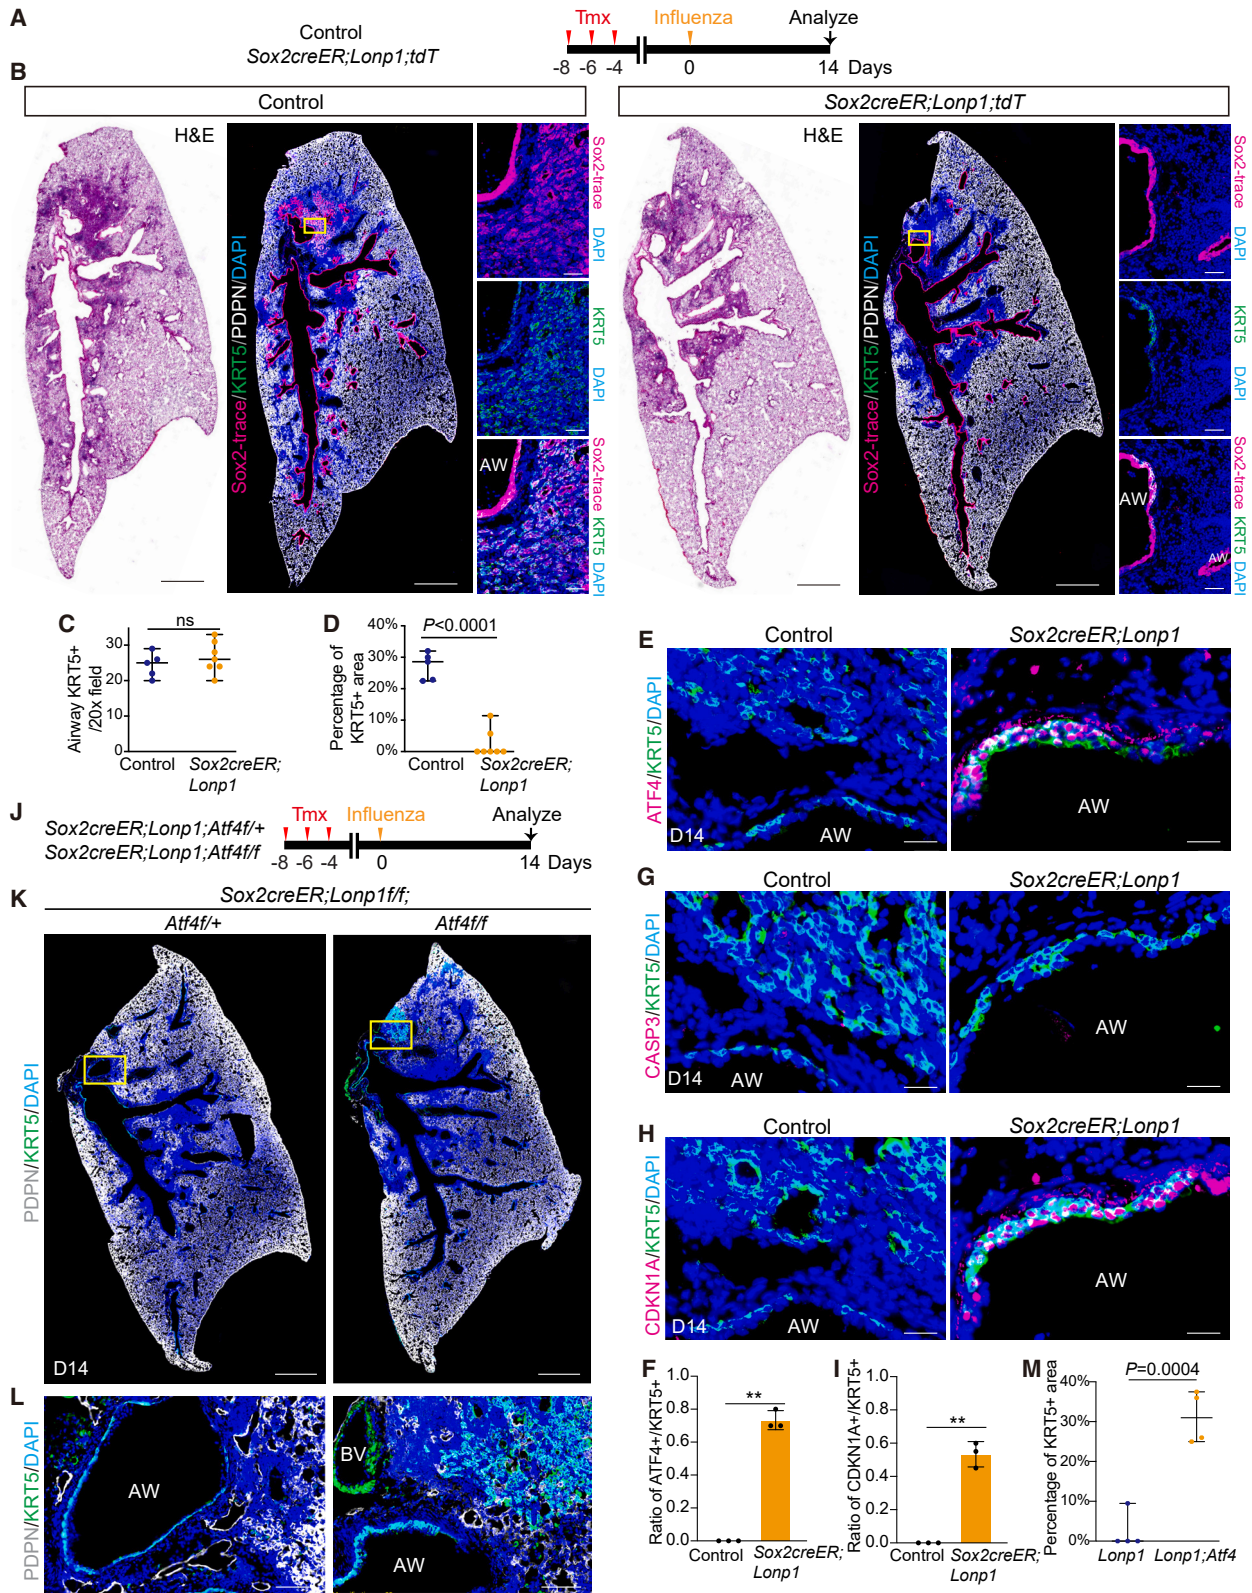 A
Control
Sox2creER;Lonp1;tdT
Tmx
Influenza
Analyze
-8 -6 -4 0 14 Days
B
Control
Sox2creER;Lonp1;tdT
H&E
Sox2-trace/KRT5/PDPN/DAPI
Sox2-trace DAPI
KRT5 DAPI
AW
Sox2-trace KRT5 DAPI
H&E
Sox2-trace/KRT5/PDPN/DAPI
Sox2-trace DAPI
KRT5 DAPI
AW
AW
Sox2-trace KRT5 DAPI
C
Airway KRT5+
/20x field
30
20
10
0
ns
Control Sox2creER;
Lonp1
D
Percentage of
KRT5+ area
40%
30%
20%
10%
0%
P<0.0001
Control Sox2creER;
Lonp1
E
Control
Sox2creER;Lonp1
ATF4/KRT5/DAPI
D14
AW
AW
J
Sox2creER;Lonp1;Atf4f/+
Sox2creER;Lonp1;Atf4f/f
Tmx
Influenza
Analyze
-8 -6 -4 0 14 Days
G
Control
Sox2creER;Lonp1
CASP3/KRT5/DAPI
D14
AW
AW
K
Sox2creER;Lonp1f/f;
Atf4f/+
Atf4f/f
PDPN/KRT5/DAPI
D14
H
Control
Sox2creER;Lonp1
CDKN1A/KRT5/DAPI
D14
AW
AW
L
PDPN/KRT5/DAPI
AW
BV
AW
F
Ratio of ATF4+/KRT5+
1.0
0.8
0.6
0.4
0.2
0.0
**
Control Sox2creER;
Lonp1
I
Ratio of CDKN1A+/KRT5+
1.0
0.8
0.6
0.4
0.2
0.0
**
Control Sox2creER;
Lonp1
M
Percentage of KRT5+ area
40%
30%
20%
10%
0%
P=0.0004
Lonp1 Lonp1;Atf4